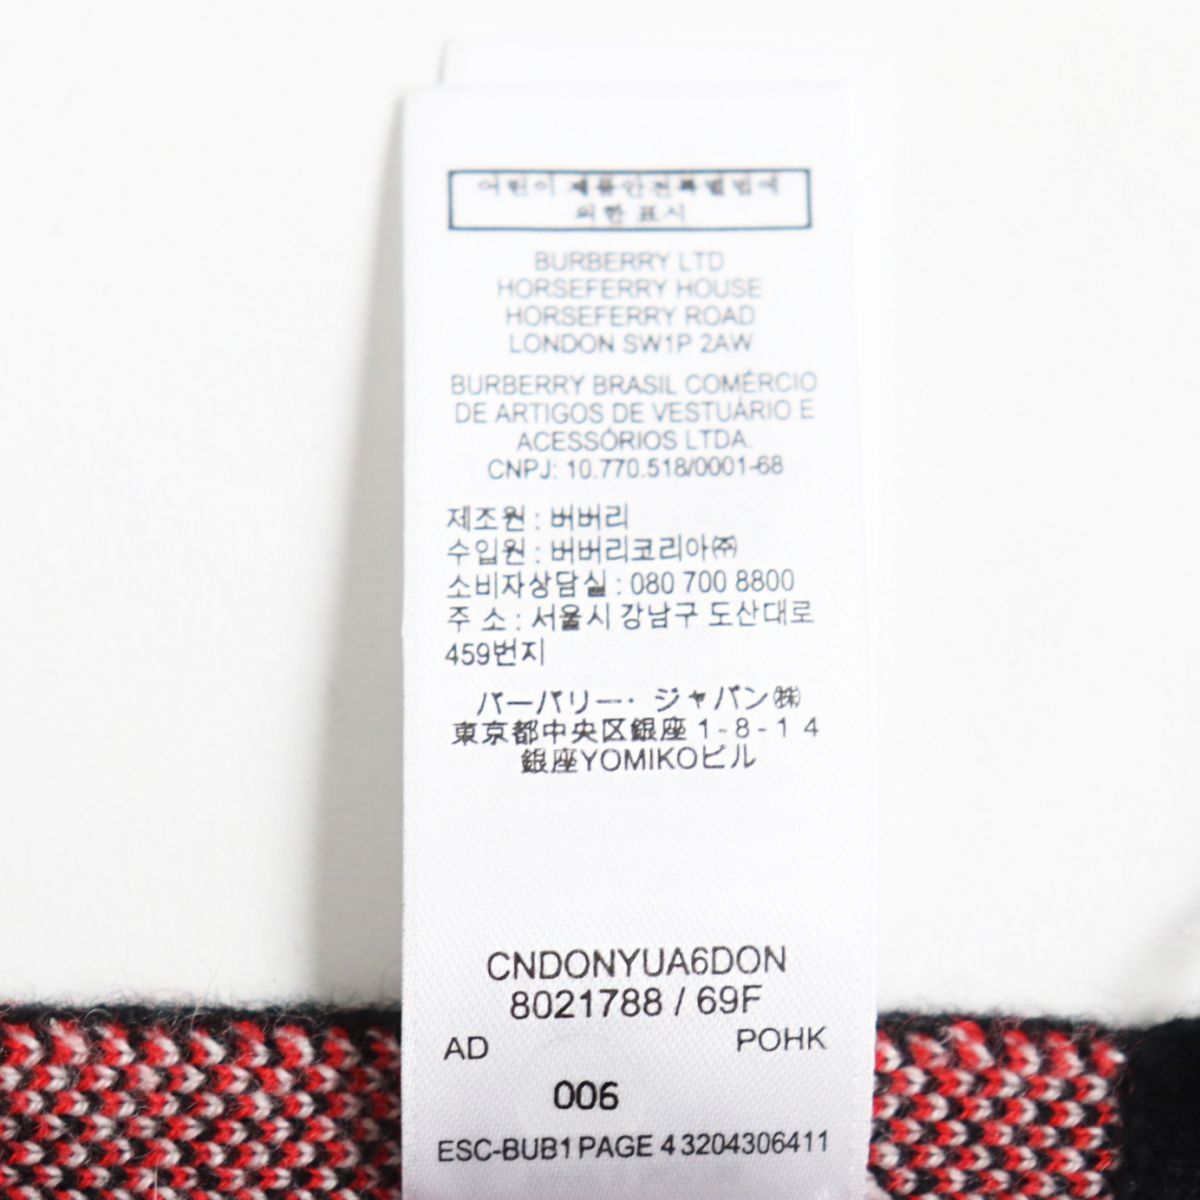 어린이 제품안전특별법에
의한 표시
BURBERRY LTD
HORSEFERRY HOUSE
HORSEFERRY ROAD
LONDON SW1P 2AW
BURBERRY BRASIL COMÉRCIO
DE ARTIGOS DE VESTUÁRIO E
ACESSÓRIOS LTDA.
CNPJ: 10.770.518/0001-68
제조원 : 버버리
수입원 : 버버리코리아㈜
소비자상담실 : 080 700 8800
주 소 : 서울시 강남구 도산대로
459번지
バーバリー・ジャパン㈱
東京都中央区銀座1-8-14
銀座YOMIKOビル
CNDONYUA6DON
8021788 / 69F
AD POHK
006
ESC-BUB1 PAGE 4 3204306411